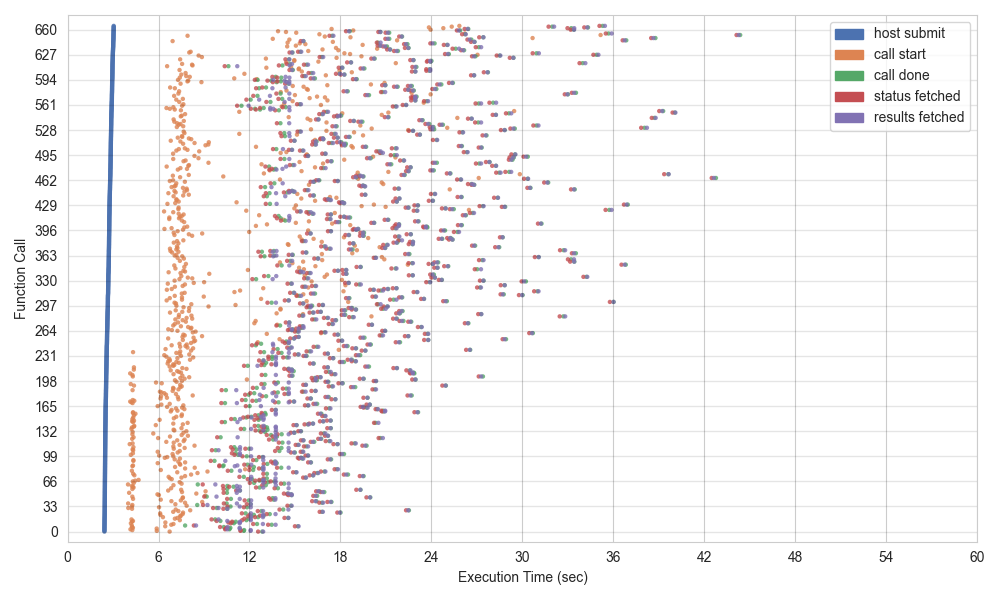 host submit
call start
call done
status fetched
results fetched
Function Call
660
627
594
561
528
495
462
429
396
363
330
297
264
231
198
165
132
99
66
33
0
0 6 12 18 24 30 36 42 48 54 60
Execution Time (sec)